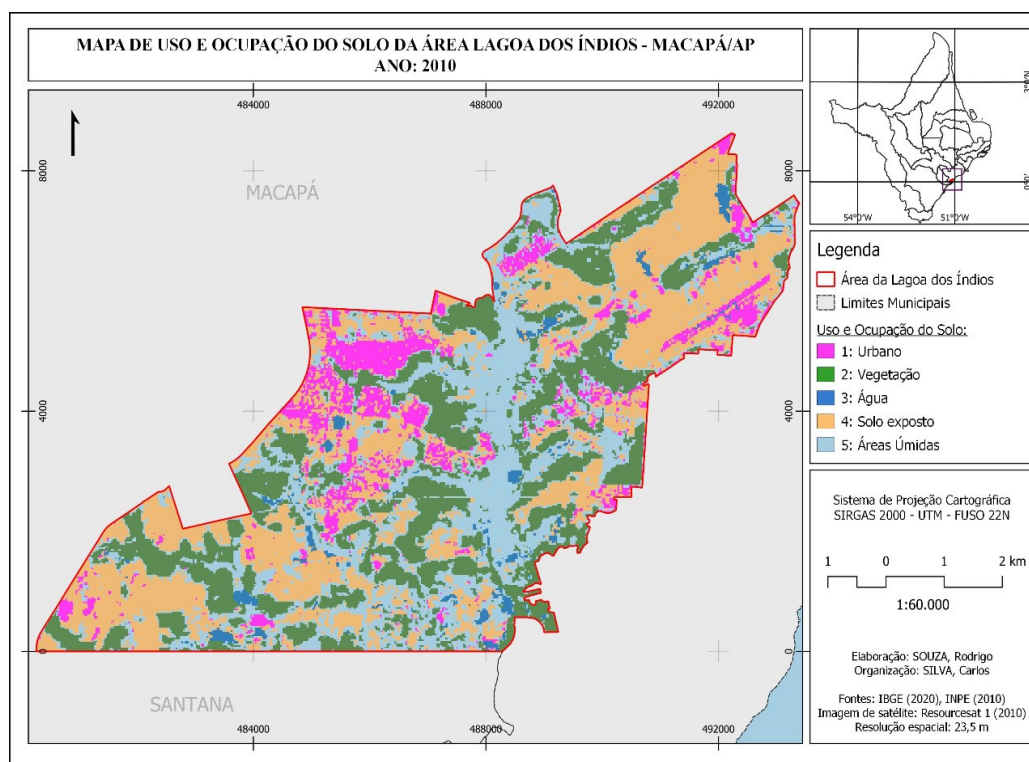 MAPA DE USO E OCUPAÇÃO DO SOLO DA ÁREA LAGOA DOS ÍNDIOS - MACAPÁ/AP
ANO: 2010
484000
488000
492000
8000
8000
4000
4000
0
0
MACAPÁ
SANTANA
484000
488000
492000
3°0'N
0°0'
54°0'W
51°0'W
Legenda
Área da Lagoa dos Índios
Limites Municipais
Uso e Ocupação do Solo:
1: Urbano
2: Vegetação
3: Água
4: Solo exposto
5: Áreas Úmidas
Sistema de Projeção Cartográfica
SIRGAS 2000 - UTM - FUSO 22N
1 0 1 2 km
1:60.000
Elaboração: SOUZA, Rodrigo
Organização: SILVA, Carlos
Fontes: IBGE (2020), INPE (2010)
Imagem de satélite: Resourcesat 1 (2010)
Resolução espacial: 23,5 m